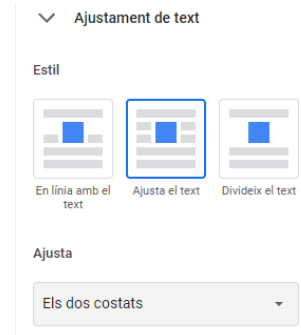 Ajustament de text
Estil
En línia amb el
text
Ajusta el text
Divideix el text
Ajusta
Els dos costats